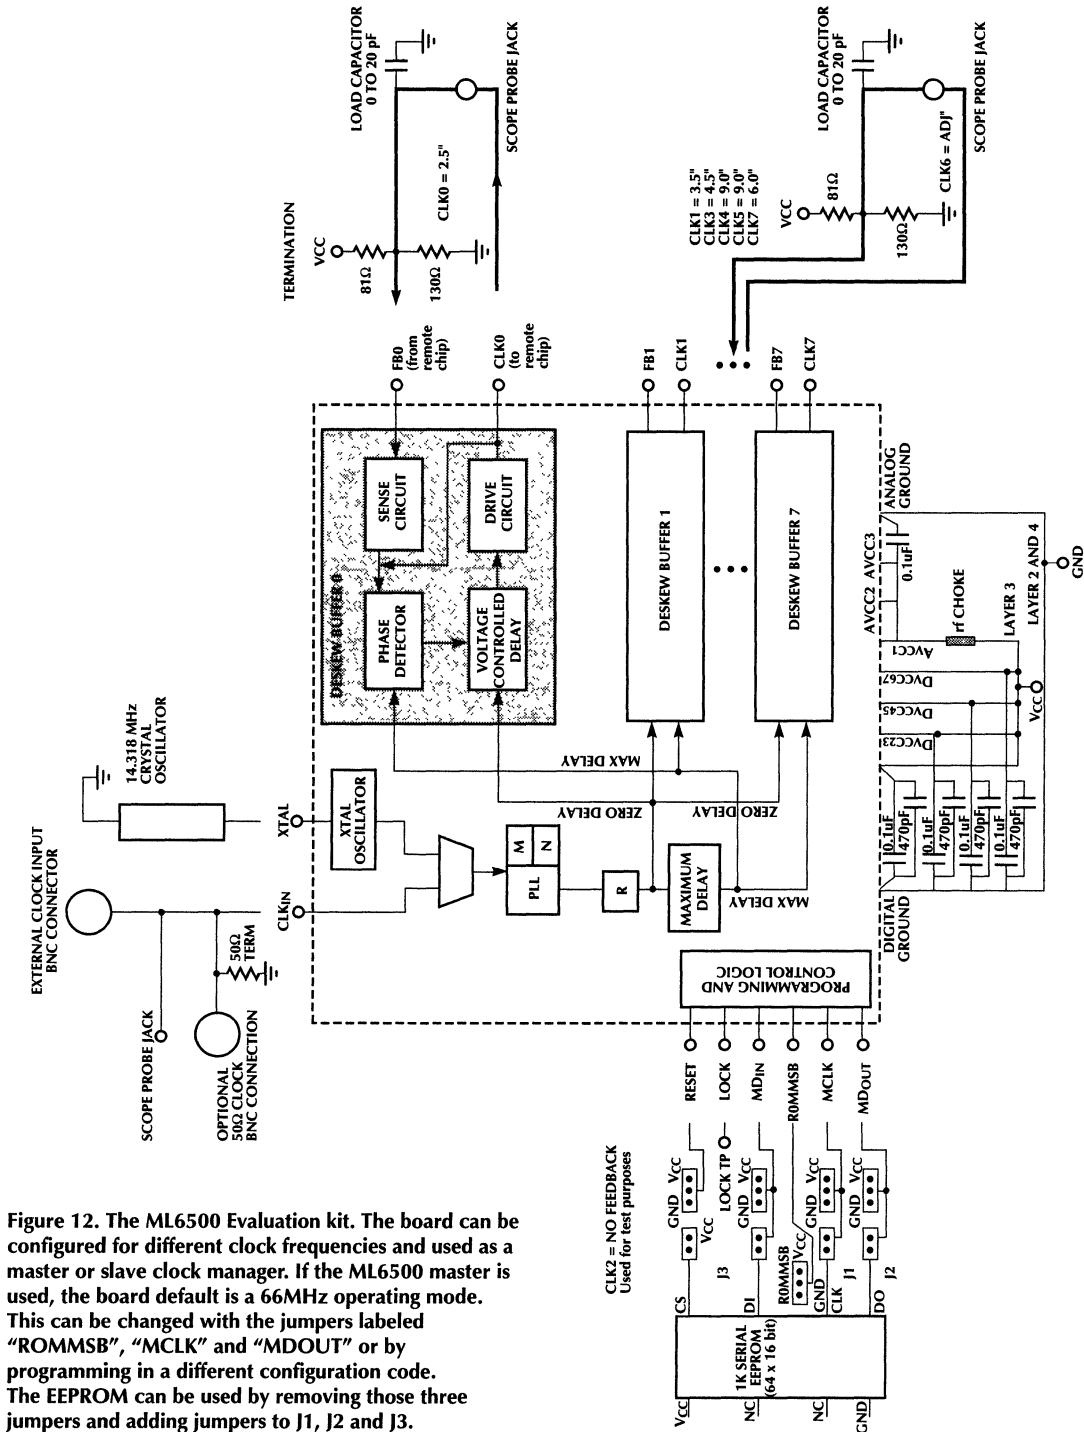 LOAD CAPACITOR
0 TO 20 pF
SCOPE PROBE JACK
CLK0 = 2.5"
TERMINATION
VCC
81Ω
130Ω
LOAD CAPACITOR
0 TO 20 pF
SCOPE PROBE JACK
CLK6 = ADJ"
CLK1 = 3.5"
CLK3 = 4.5"
CLK4 = 9.0"
CLK5 = 9.0"
CLK7 = 6.0"
VCC
81Ω
130Ω
FB0
(from
remote
chip)
CLK0
(to
remote
chip)
FB1
CLK1
FB7
CLK7
DESKEW BUFFER 0
SENSE
CIRCUIT
DRIVE
CIRCUIT
PHASE
DETECTOR
VOLTAGE
CONTROLLED
DELAY
DESKEW BUFFER 1
DESKEW BUFFER 7
ANALOG
GROUND
AVCC3
AVCC2
0.1uF
AVCC1
rf CHOKE
LAYER 3
LAYER 2 AND 4
GND
DVCC67
DVCC45
DVCC23
VCC
0.1uF
470pF
0.1uF
470pF
0.1uF
470pF
0.1uF
470pF
DIGITAL
GROUND
14.318 MHz
CRYSTAL
OSCILLATOR
EXTERNAL CLOCK INPUT
BNC CONNECTOR
XTAL
CLKIN
50Ω
TERM
SCOPE PROBE JACK
OPTIONAL
50Ω CLOCK
BNC CONNECTION
XTAL
OSCILLATOR
PLL
M
N
R
MAXIMUM
DELAY
MAX DELAY
ZERO DELAY
ZERO DELAY
MAX DELAY
PROGRAMMING AND
CONTROL LOGIC
RESET
LOCK
MDIN
R0MMSB
MCLK
MDOUT
CLK2 = NO FEEDBACK
Used for test purposes
GND VCC
VCC
LOCK TP
GND VCC
J3
R0MMSB
VCC
GND
GND VCC
J1
GND VCC
J2
CS
DI
CLK
DO
1K SERIAL
EEPROM
(64 x 16 bit)
VCC
NC
NC
GND
Figure 12. The ML6500 Evaluation kit. The board can be
configured for different clock frequencies and used as a
master or slave clock manager. If the ML6500 master is
used, the board default is a 66MHz operating mode.
This can be changed with the jumpers labeled
“ROMMSB”, “MCLK” and “MDOUT” or by
programming in a different configuration code.
The EEPROM can be used by removing those three
jumpers and adding jumpers to J1, J2 and J3.